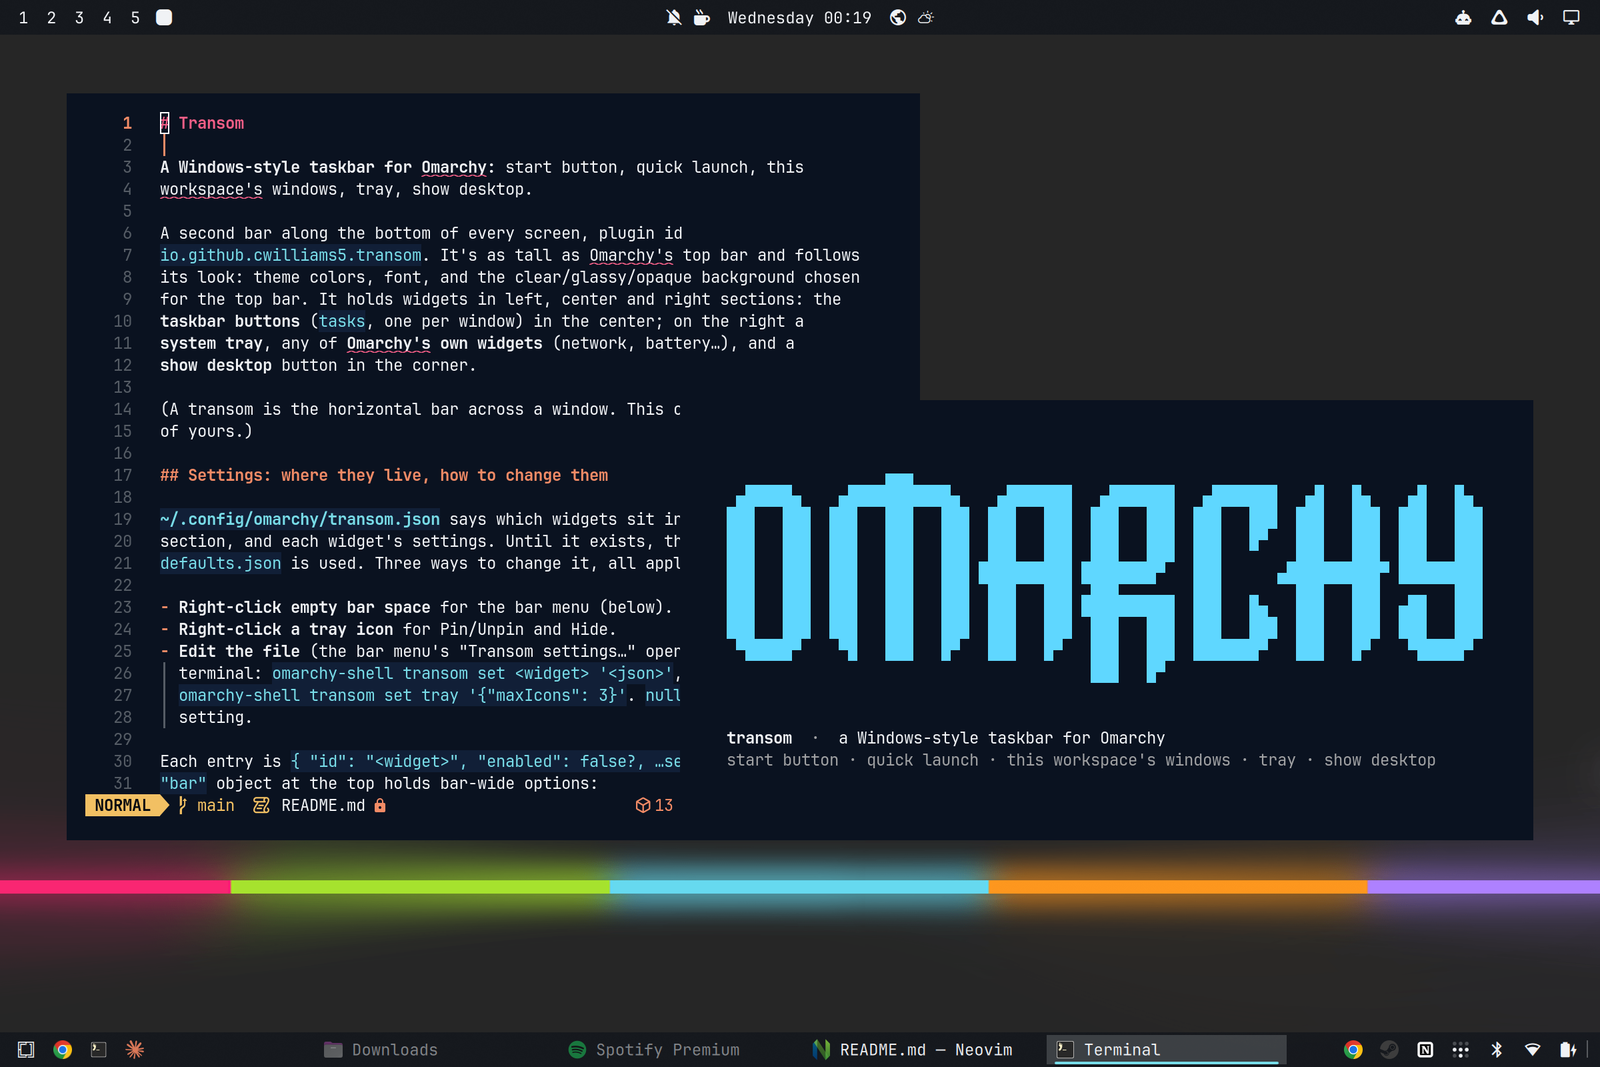 1 2 3 4 5 Wednesday 00:19
1 # Transom
2
3 A Windows-style taskbar for Omarchy: start button, quick launch, this
4 workspace's windows, tray, show desktop.
5
6 A second bar along the bottom of every screen, plugin id
7 io.github.cwilliams5.transom. It's as tall as Omarchy's top bar and follows
8 its look: theme colors, font, and the clear/glassy/opaque background chosen
9 for the top bar. It holds widgets in left, center and right sections: the
10 taskbar buttons (tasks, one per window) in the center; on the right a
11 system tray, any of Omarchy's own widgets (network, battery…), and a
12 show desktop button in the corner.
13
14 (A transom is the horizontal bar across a window. This
15 of yours.)
16
17 ## Settings: where they live, how to change them
18
19 ~/.config/omarchy/transom.json says which widgets sit in
20 section, and each widget's settings. Until it exists, th
21 defaults.json is used. Three ways to change it, all appl
22
23 - Right-click empty bar space for the bar menu (below).
24 - Right-click a tray icon for Pin/Unpin and Hide.
25 - Edit the file (the bar menu's "Transom settings…" open
26 terminal: omarchy-shell transom set <widget> '<json>',
27 omarchy-shell transom set tray '{"maxIcons": 3}'. null
28 setting.
29
30 Each entry is { "id": "<widget>", "enabled": false?, …se
31 "bar" object at the top holds bar-wide options:
NORMAL main README.md 13
OMARCHY
transom · a Windows-style taskbar for Omarchy
start button · quick launch · this workspace's windows · tray · show desktop
Downloads Spotify Premium README.md — Neovim Terminal